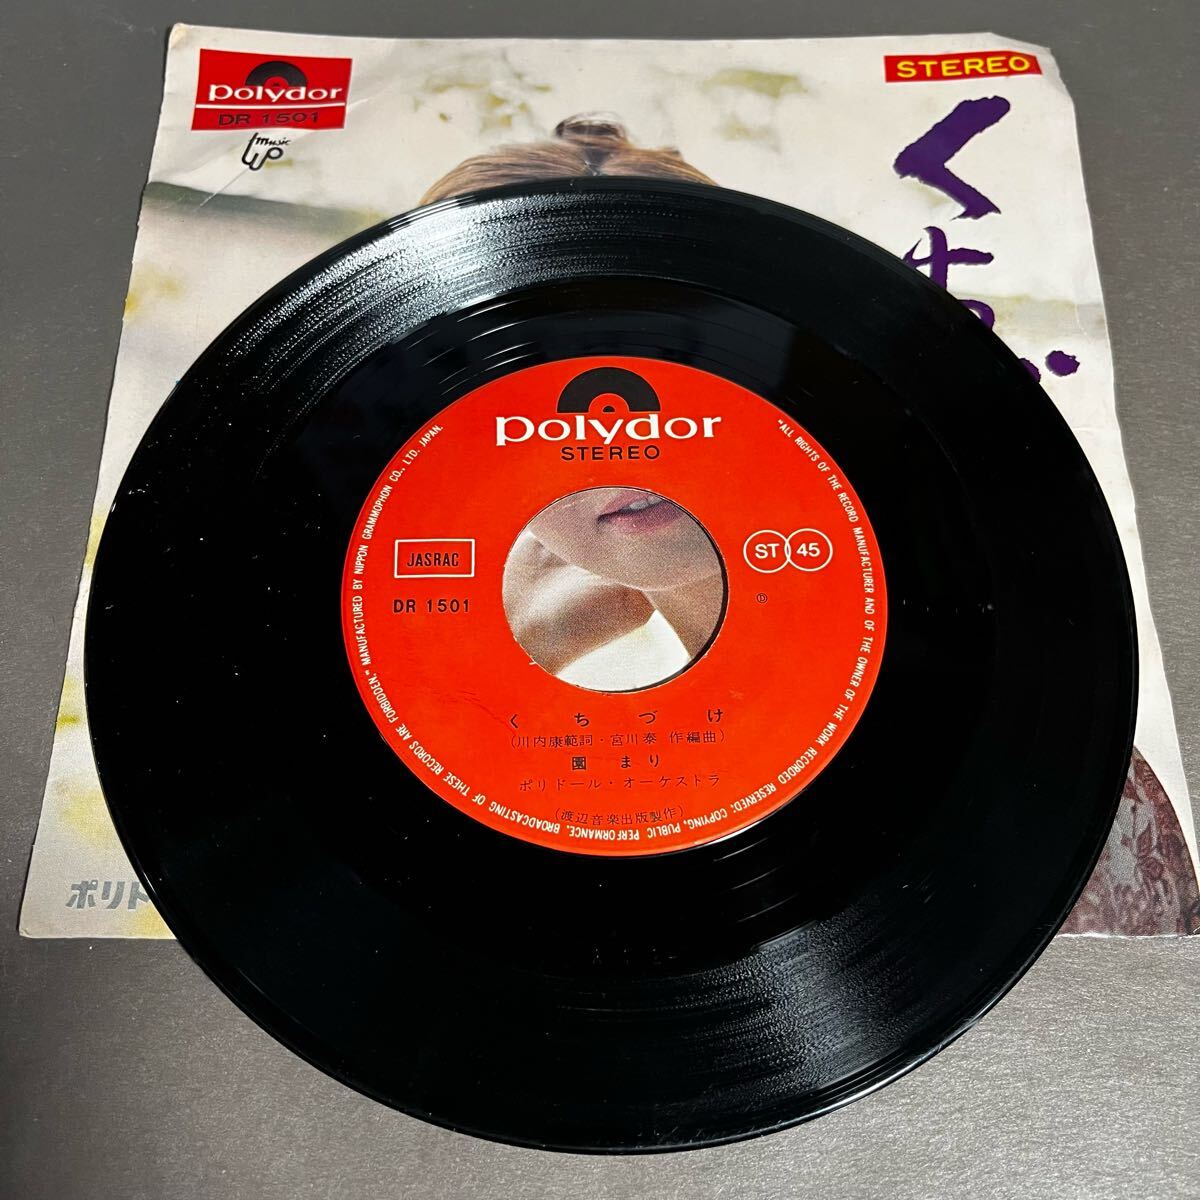 polydor
DR 1501
music
up
STEREO
くちづ
polydor
STEREO
JASRAC
ST 45
DR 1501
Ⓓ
くちづけ
(川内康範詞・宮川泰 作編曲)
園 まり
ポリドール・オーケストラ
(渡辺音楽出版製作)
"ALL RIGHTS OF THE RECORD MANUFACTURER AND OF THE OWNER OF THE WORK RECORDED RESERVED. COPYING, PUBLIC PERFORMANCE, BROADCASTING OF THESE RECORDS ARE FORBIDDEN." MANUFACTURED BY NIPPON GRAMMOPHON CO., LTD. JAPAN.
ポリド